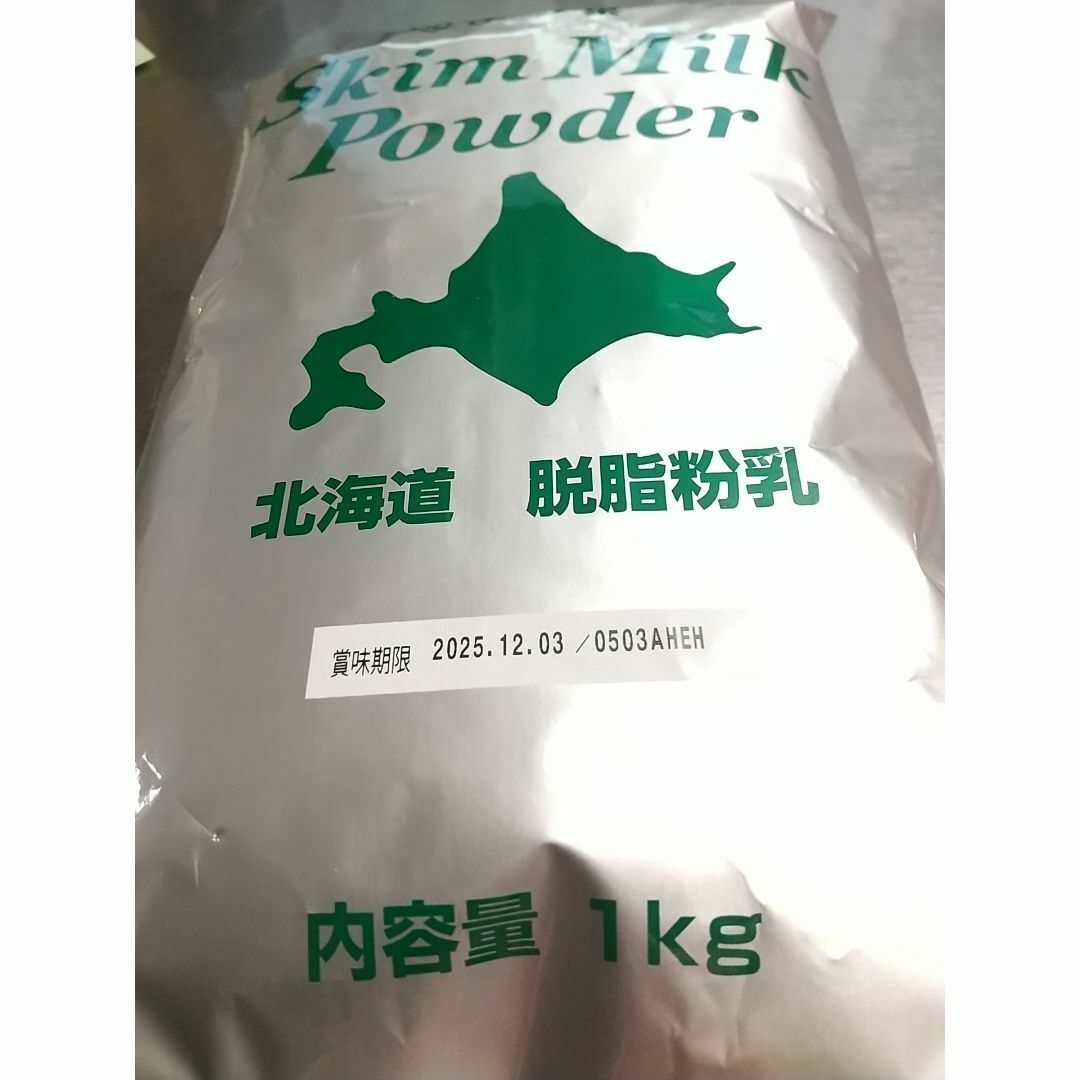 Skim Milk
Powder
北海道 脱脂粉乳
賞味期限 2025.12.03 /0503AHEH
内容量 1kg